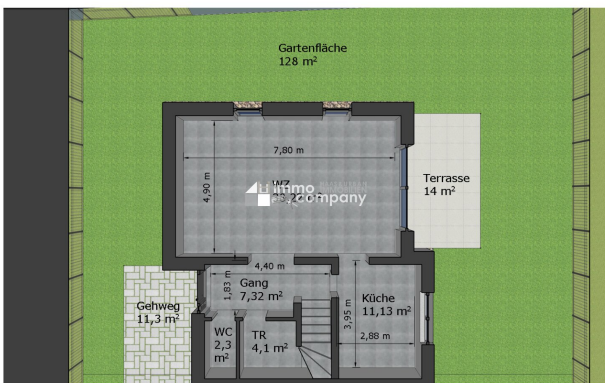 Gartenfläche
128 m²
7,80 m
4,90 m
WZ
immo
company
Terrasse
14 m²
4,40 m
Gang
7,32 m²
1,83 m
Küche
11,13 m²
3,95 m
2,88 m
Gehweg
11,3 m²
WC
2,3
m²
TR
4,1 m²